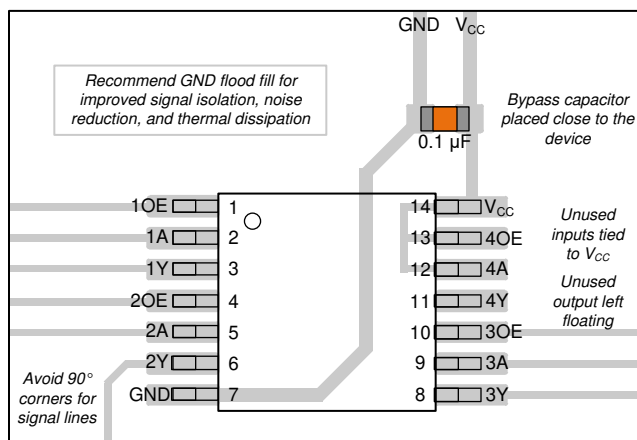 GND VCC
Recommend GND flood fill for
improved signal isolation, noise
reduction, and thermal dissipation
Bypass capacitor
placed close to the
device
0.1 µF
1OE 1 14 VCC
1A 2 13 4OE
1Y 3 12 4A
2OE 4 11 4Y
2A 5 10 3OE
2Y 6 9 3A
GND 7 8 3Y
Unused
inputs tied
to VCC
Unused
output left
floating
Avoid 90°
corners for
signal lines